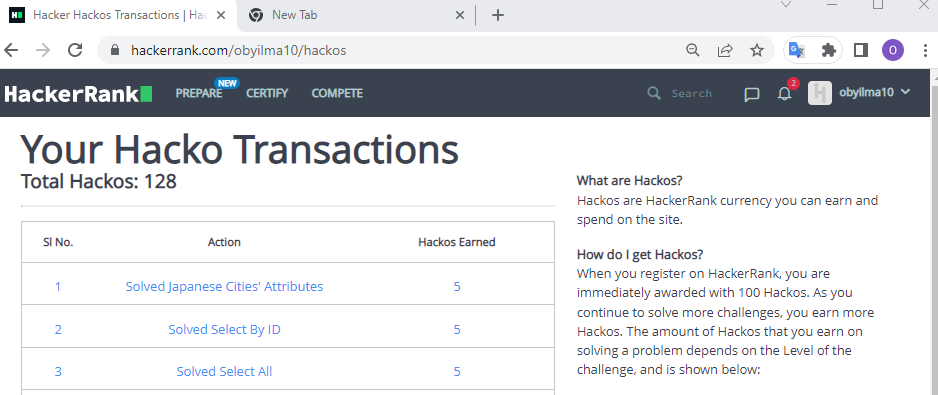 Hacker Hackos Transactions | Hac
New Tab
hackerrank.com/obyilma10/hackos
O
HackerRank
PREPARE
NEW
CERTIFY
COMPETE
Search
2
H
obyilma10
Your Hacko Transactions
Total Hackos: 128
Sl No. Action Hackos Earned
1 Solved Japanese Cities' Attributes 5
2 Solved Select By ID 5
3 Solved Select All 5
What are Hackos?
Hackos are HackerRank currency you can earn and
spend on the site.
How do I get Hackos?
When you register on HackerRank, you are
immediately awarded with 100 Hackos. As you
continue to solve more challenges, you earn more
Hackos. The amount of Hackos that you earn on
solving a problem depends on the Level of the
challenge, and is shown below: